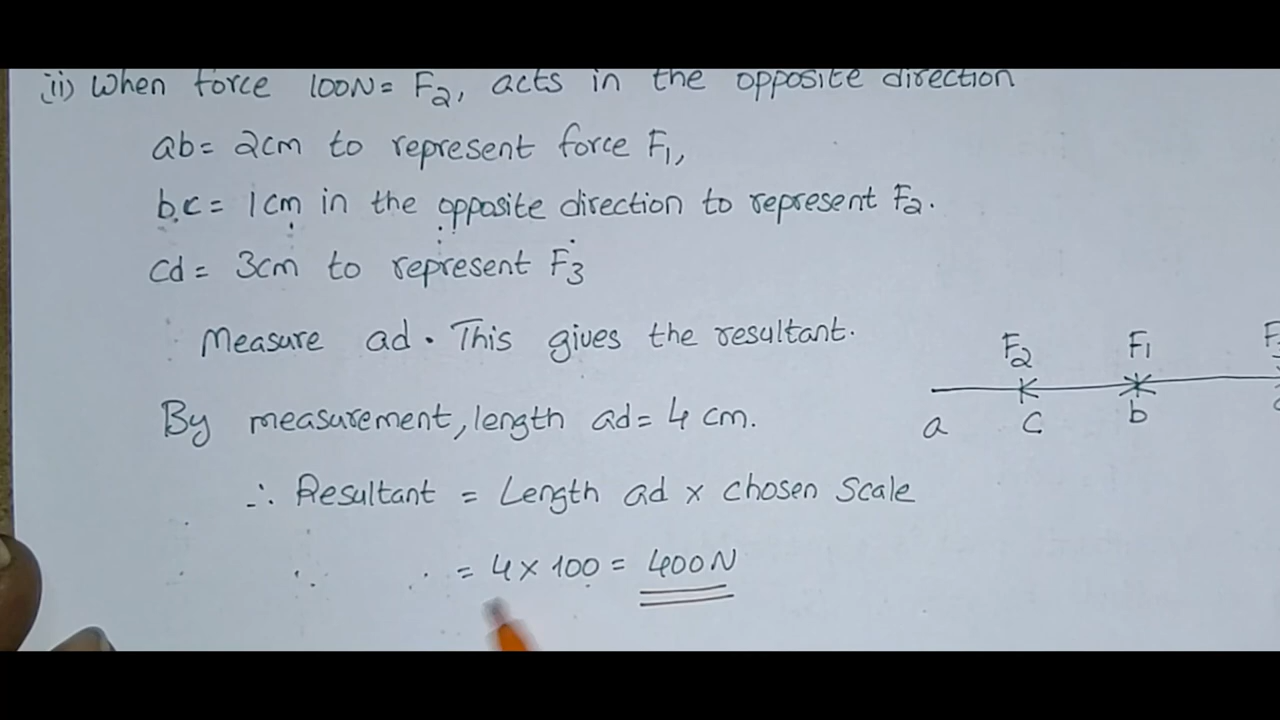 (ii) When force 100N = F2, acts in the opposite direction
ab = 2cm to represent force F1,
bc = 1cm in the opposite direction to represent F2.
cd = 3cm to represent F3
Measure ad. This gives the resultant.
By measurement, length ad = 4 cm.
∴ Resultant = Length ad x chosen Scale
= 4 x 100 = 400N
F2 F1 F
a c b